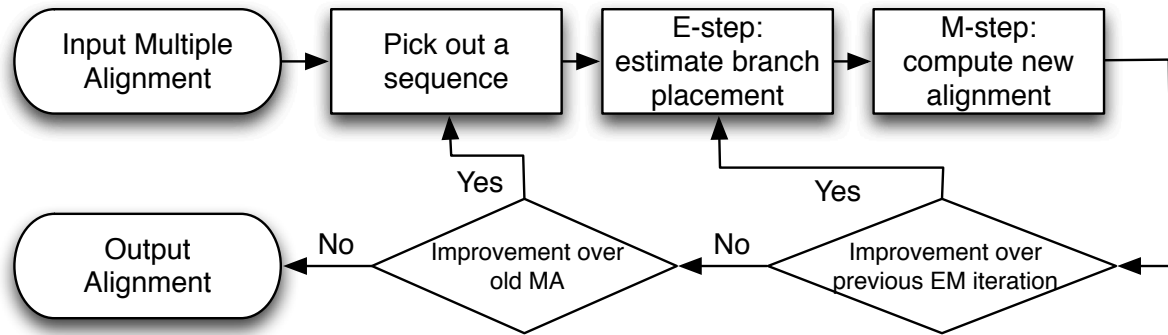 Input Multiple
Alignment
Pick out a
sequence
E-step:
estimate branch
placement
M-step:
compute new
alignment
Yes
Yes
Output
Alignment
No
Improvement over
old MA
No
Improvement over
previous EM iteration